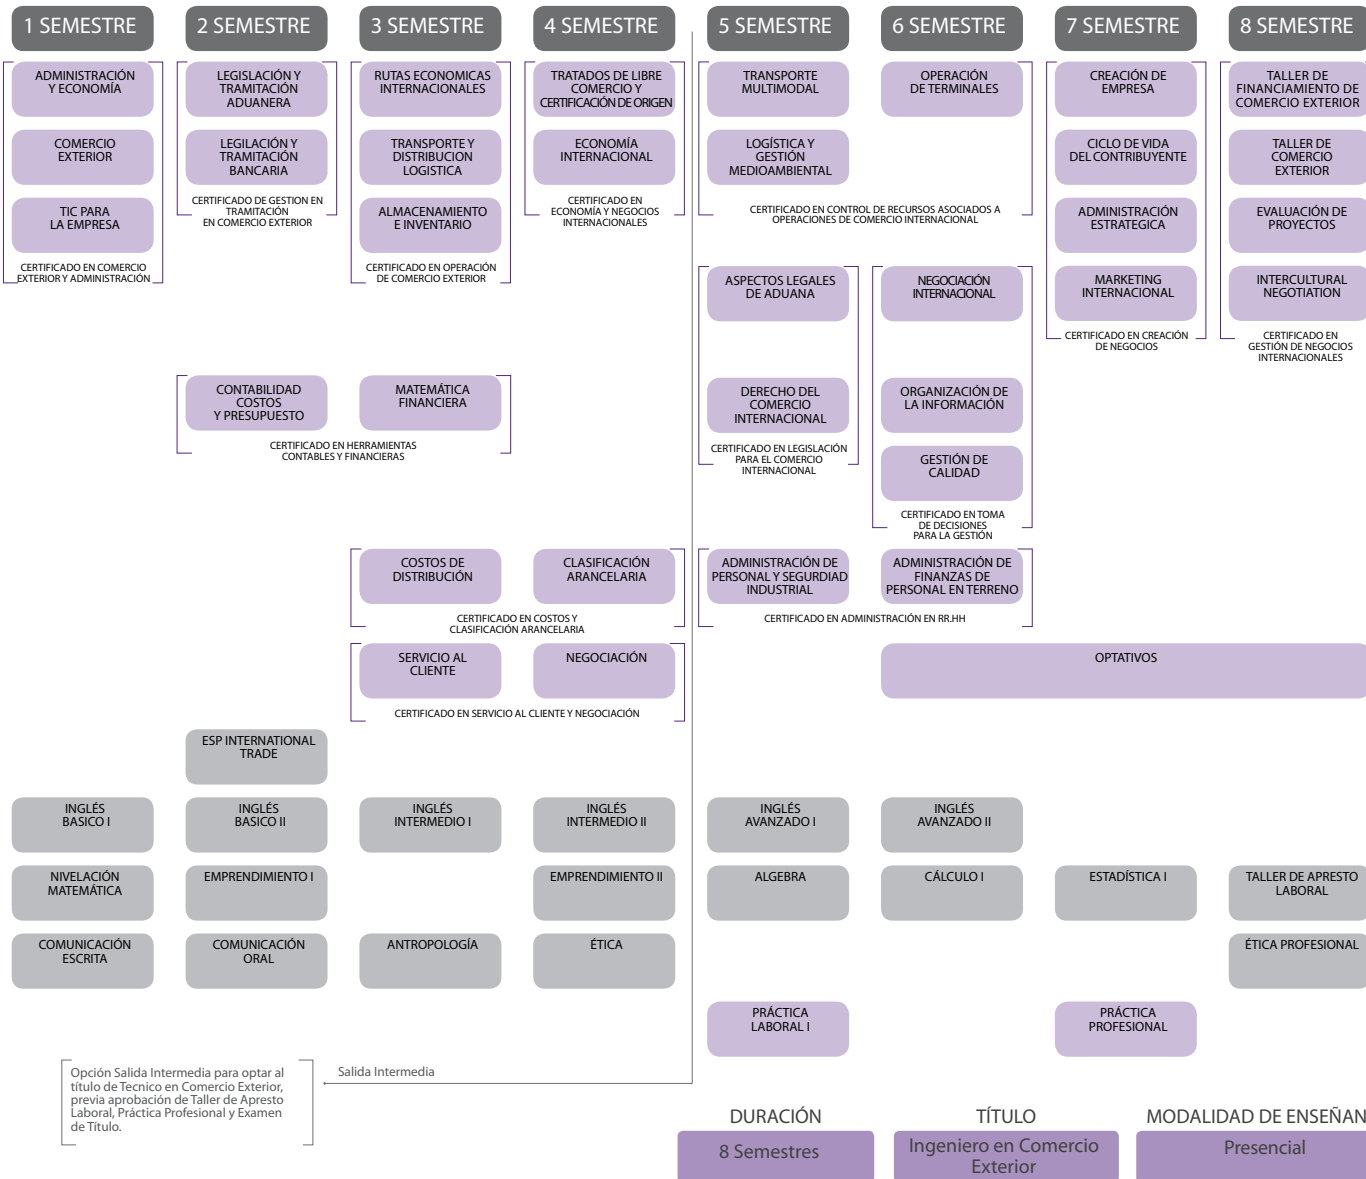 1 SEMESTRE
2 SEMESTRE
3 SEMESTRE
4 SEMESTRE
5 SEMESTRE
6 SEMESTRE
7 SEMESTRE
8 SEMESTRE
ADMINISTRACIÓN
Y ECONOMÍA
COMERCIO
EXTERIOR
TIC PARA
LA EMPRESA
CERTIFICADO EN COMERCIO
EXTERIOR Y ADMINISTRACIÓN
LEGISLACIÓN Y
TRAMITACIÓN
ADUANERA
LEGILACIÓN Y
TRAMITACIÓN
BANCARIA
CERTIFICADO DE GESTION EN
TRAMITACIÓN
EN COMERCIO EXTERIOR
RUTAS ECONOMICAS
INTERNACIONALES
TRANSPORTE Y
DISTRIBUCION
LOGISTICA
ALMACENAMIENTO
E INVENTARIO
CERTIFICADO EN OPERACIÓN
DE COMERCIO EXTERIOR
TRATADOS DE LIBRE
COMERCIO Y
CERTIFICACIÓN DE ORIGEN
ECONOMÍA
INTERNACIONAL
CERTIFICADO EN
ECONOMÍA Y NEGOCIOS
INTERNACIONALES
TRANSPORTE
MULTIMODAL
LOGÍSTICA Y
GESTIÓN
MEDIOAMBIENTAL
OPERACIÓN
DE TERMINALES
CERTIFICADO EN CONTROL DE RECURSOS ASOCIADOS A
OPERACIONES DE COMERCIO INTERNACIONAL
CREACIÓN DE
EMPRESA
CICLO DE VIDA
DEL CONTRIBUYENTE
ADMINISTRACIÓN
ESTRATEGICA
MARKETING
INTERNACIONAL
CERTIFICADO EN CREACIÓN
DE NEGOCIOS
TALLER DE
FINANCIAMIENTO DE
COMERCIO EXTERIOR
TALLER DE
COMERCIO
EXTERIOR
EVALUACIÓN DE
PROYECTOS
INTERCULTURAL
NEGOTIATION
CERTIFICADO EN
GESTIÓN DE NEGOCIOS
INTERNACIONALES
ASPECTOS LEGALES
DE ADUANA
DERECHO DEL
COMERCIO
INTERNACIONAL
CERTIFICADO EN LEGISLACIÓN
PARA EL COMERCIO
INTERNACIONAL
NEGOCIACIÓN
INTERNACIONAL
ORGANIZACIÓN DE
LA INFORMACIÓN
GESTIÓN DE
CALIDAD
CERTIFICADO EN TOMA
DE DECISIONES
PARA LA GESTIÓN
CONTABILIDAD
COSTOS
Y PRESUPUESTO
MATEMÁTICA
FINANCIERA
CERTIFICADO EN HERRAMIENTAS
CONTABLES Y FINANCIERAS
COSTOS DE
DISTRIBUCIÓN
CLASIFICACIÓN
ARANCELARIA
CERTIFICADO EN COSTOS Y
CLASIFICACIÓN ARANCELARIA
ADMINISTRACIÓN DE
PERSONAL Y SEGURDIAD
INDUSTRIAL
ADMINISTRACIÓN DE
FINANZAS DE
PERSONAL EN TERRENO
CERTIFICADO EN ADMINISTRACIÓN EN RR.HH
SERVICIO AL
CLIENTE
NEGOCIACIÓN
CERTIFICADO EN SERVICIO AL CLIENTE Y NEGOCIACIÓN
OPTATIVOS
ESP INTERNATIONAL
TRADE
INGLÉS
BASICO I
INGLÉS
BASICO II
INGLÉS
INTERMEDIO I
INGLÉS
INTERMEDIO II
INGLÉS
AVANZADO I
INGLÉS
AVANZADO II
NIVELACIÓN
MATEMÁTICA
EMPRENDIMIENTO I
EMPRENDIMIENTO II
ALGEBRA
CÁLCULO I
ESTADÍSTICA I
TALLER DE APRESTO
LABORAL
COMUNICACIÓN
ESCRITA
COMUNICACIÓN
ORAL
ANTROPOLOGÍA
ÉTICA
ÉTICA PROFESIONAL
PRÁCTICA
LABORAL I
PRÁCTICA
PROFESIONAL
Opción Salida Intermedia para optar al
título de Tecnico en Comercio Exterior,
previa aprobación de Taller de Apresto
Laboral, Práctica Profesional y Examen
de Título.
Salida Intermedia
DURACIÓN
8 Semestres
TÍTULO
Ingeniero en Comercio
Exterior
MODALIDAD DE ENSEÑAN
Presencial